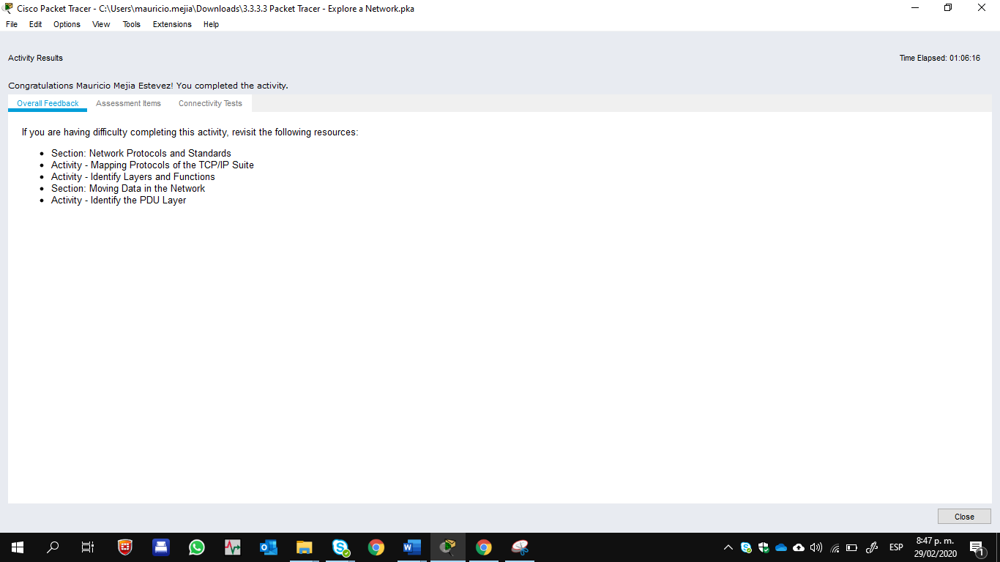 Cisco Packet Tracer - C:\Users\mauricio.mejia\Downloads\3.3.3.3 Packet Tracer - Explore a Network.pka
File Edit Options View Tools Extensions Help
Activity Results
Time Elapsed: 01:06:16
Congratulations Mauricio Mejia Estevez! You completed the activity.
Overall Feedback Assessment Items Connectivity Tests
If you are having difficulty completing this activity, revisit the following resources:
• Section: Network Protocols and Standards
• Activity - Mapping Protocols of the TCP/IP Suite
• Activity - Identify Layers and Functions
• Section: Moving Data in the Network
• Activity - Identify the PDU Layer
Close
ESP
8:47 p. m.
29/02/2020
1